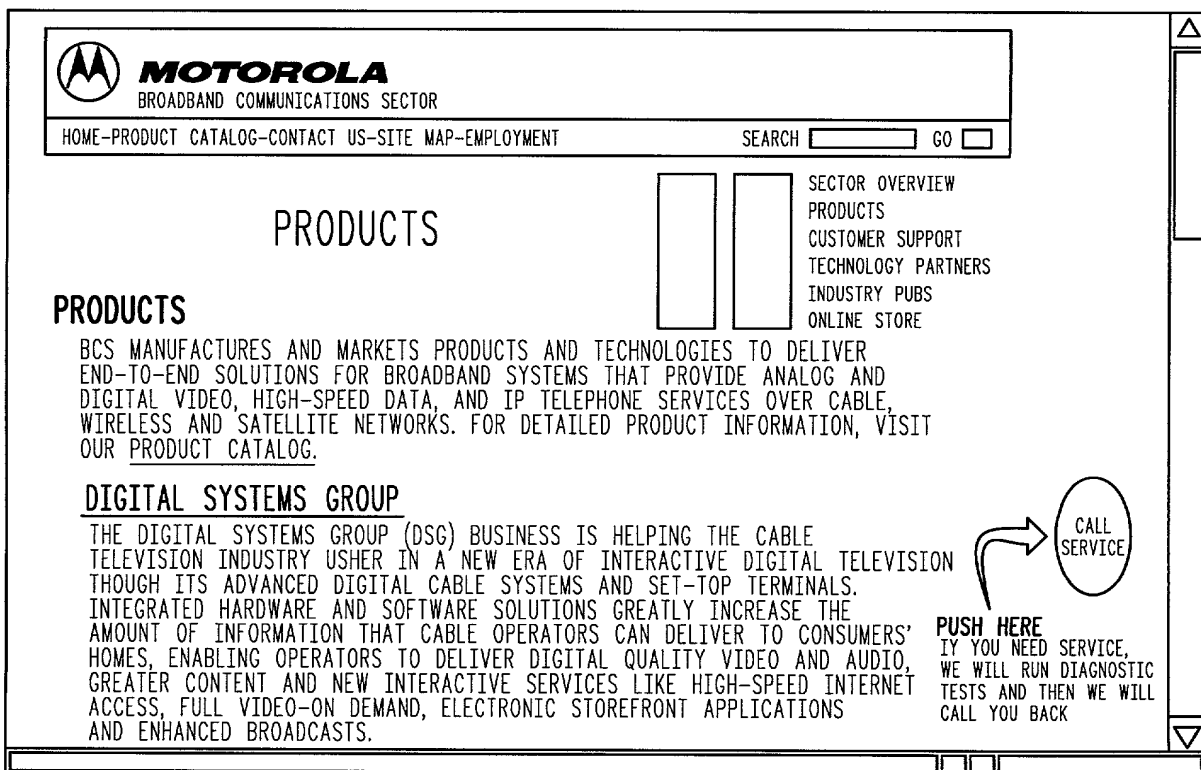 MOTOROLA
BROADBAND COMMUNICATIONS SECTOR
HOME-PRODUCT CATALOG-CONTACT US-SITE MAP-EMPLOYMENT SEARCH GO
SECTOR OVERVIEW
PRODUCTS
CUSTOMER SUPPORT
TECHNOLOGY PARTNERS
INDUSTRY PUBS
ONLINE STORE
PRODUCTS
PRODUCTS
BCS MANUFACTURES AND MARKETS PRODUCTS AND TECHNOLOGIES TO DELIVER
END-TO-END SOLUTIONS FOR BROADBAND SYSTEMS THAT PROVIDE ANALOG AND
DIGITAL VIDEO, HIGH-SPEED DATA, AND IP TELEPHONE SERVICES OVER CABLE,
WIRELESS AND SATELLITE NETWORKS. FOR DETAILED PRODUCT INFORMATION, VISIT
OUR PRODUCT CATALOG.
DIGITAL SYSTEMS GROUP
THE DIGITAL SYSTEMS GROUP (DSG) BUSINESS IS HELPING THE CABLE
TELEVISION INDUSTRY USHER IN A NEW ERA OF INTERACTIVE DIGITAL TELEVISION
THOUGH ITS ADVANCED DIGITAL CABLE SYSTEMS AND SET-TOP TERMINALS.
INTEGRATED HARDWARE AND SOFTWARE SOLUTIONS GREATLY INCREASE THE
AMOUNT OF INFORMATION THAT CABLE OPERATORS CAN DELIVER TO CONSUMERS'
HOMES, ENABLING OPERATORS TO DELIVER DIGITAL QUALITY VIDEO AND AUDIO,
GREATER CONTENT AND NEW INTERACTIVE SERVICES LIKE HIGH-SPEED INTERNET
ACCESS, FULL VIDEO-ON DEMAND, ELECTRONIC STOREFRONT APPLICATIONS
AND ENHANCED BROADCASTS.
CALL
SERVICE
PUSH HERE
IY YOU NEED SERVICE,
WE WILL RUN DIAGNOSTIC
TESTS AND THEN WE WILL
CALL YOU BACK